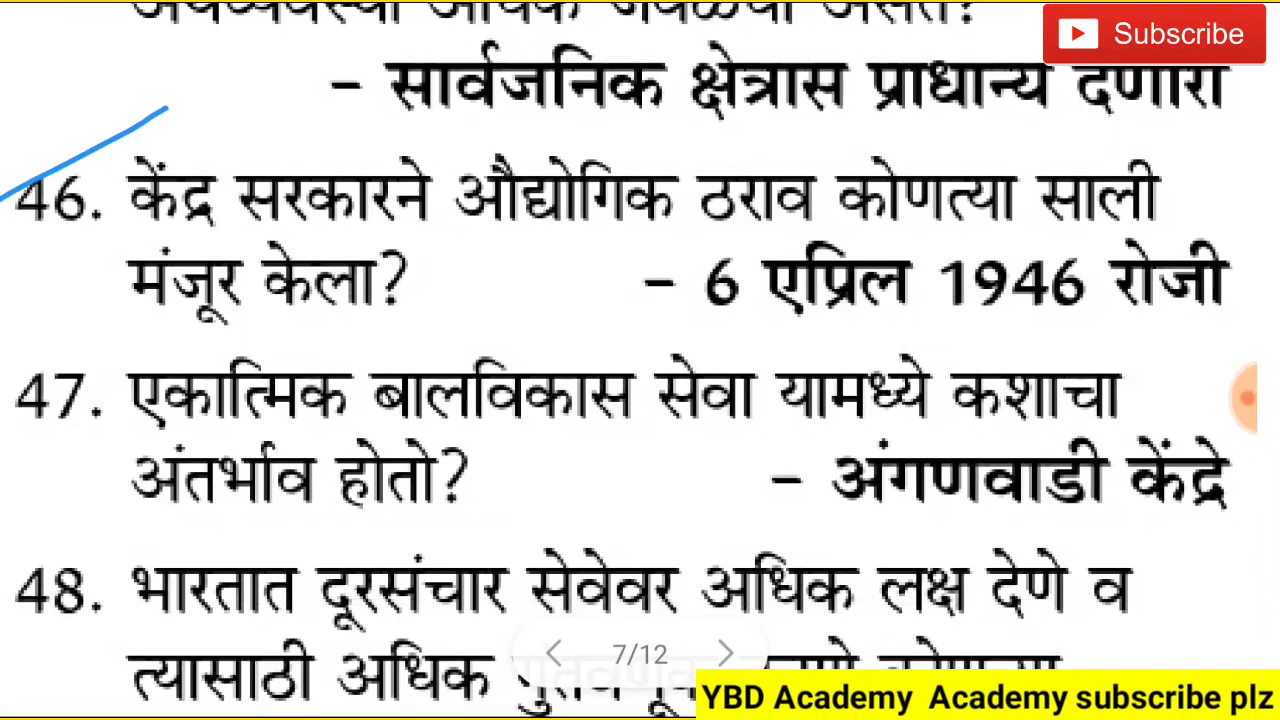 Subscribe
– सार्वजनिक क्षेत्रास प्राधान्य देणारी
46. केंद्र सरकारने औद्योगिक ठराव कोणत्या साली
मंजूर केला? – 6 एप्रिल 1946 रोजी
47. एकात्मिक बालविकास सेवा यामध्ये कशाचा
अंतर्भाव होतो? – अंगणवाडी केंद्रे
48. भारतात दूरसंचार सेवेवर अधिक लक्ष देणे व
त्यासाठी अधिक
7/12
YBD Academy Academy subscribe plz